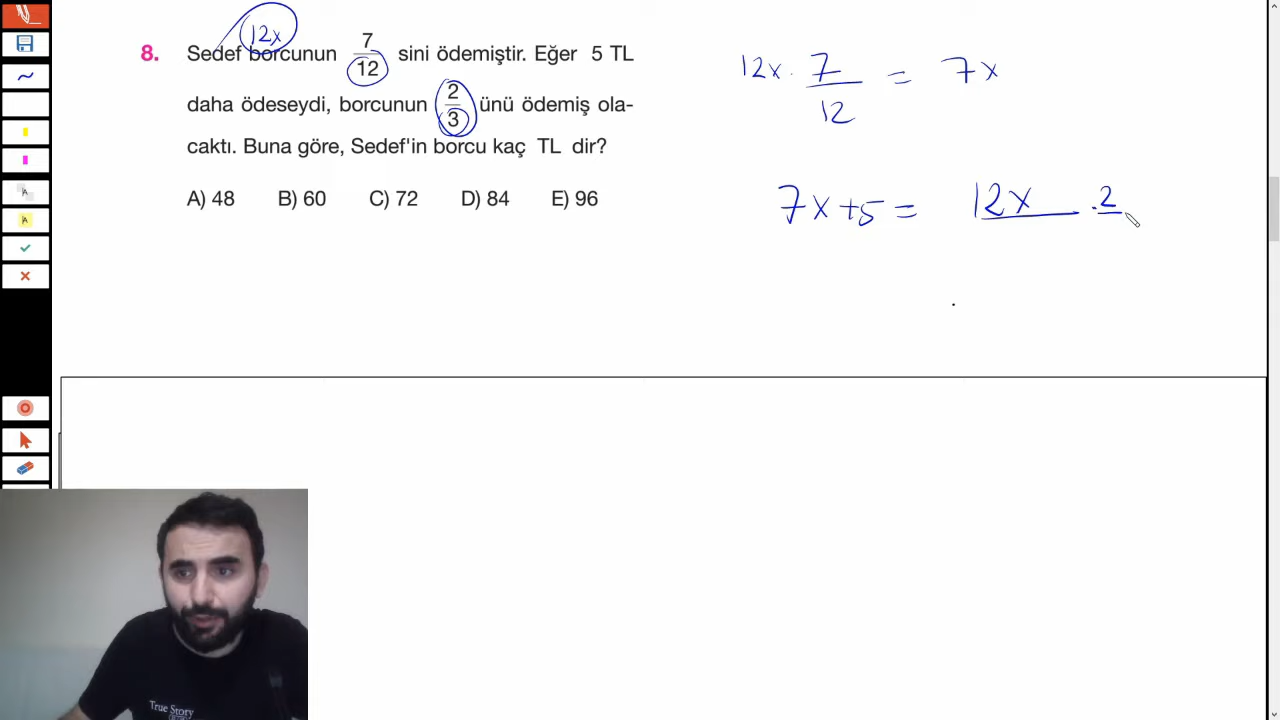 12x
8. Sedef borcunun 7/12 sini ödemiştir. Eğer 5 TL
daha ödeseydi, borcunun 2/3 ünü ödemiş ola-
caktı. Buna göre, Sedef'in borcu kaç TL dir?
A) 48 B) 60 C) 72 D) 84 E) 96
12x · 7/12 = 7x
7x + 5 = 12x · 2
A
A
True Story